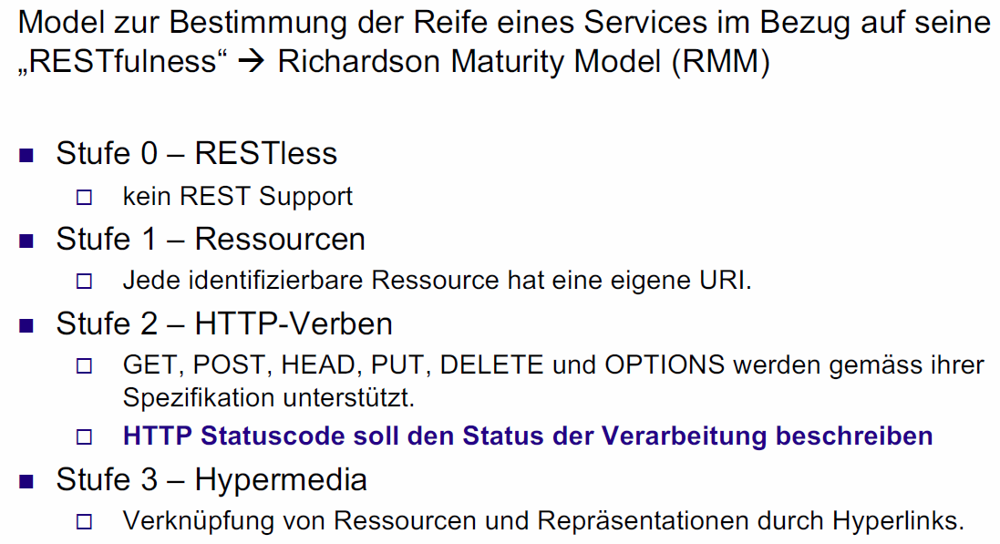 Model zur Bestimmung der Reife eines Services im Bezug auf seine
„RESTfulness“ → Richardson Maturity Model (RMM)
Stufe 0 – RESTless
kein REST Support
Stufe 1 – Ressourcen
Jede identifizierbare Ressource hat eine eigene URI.
Stufe 2 – HTTP-Verben
GET, POST, HEAD, PUT, DELETE und OPTIONS werden gemäss ihrer
Spezifikation unterstützt.
HTTP Statuscode soll den Status der Verarbeitung beschreiben
Stufe 3 – Hypermedia
Verknüpfung von Ressourcen und Repräsentationen durch Hyperlinks.